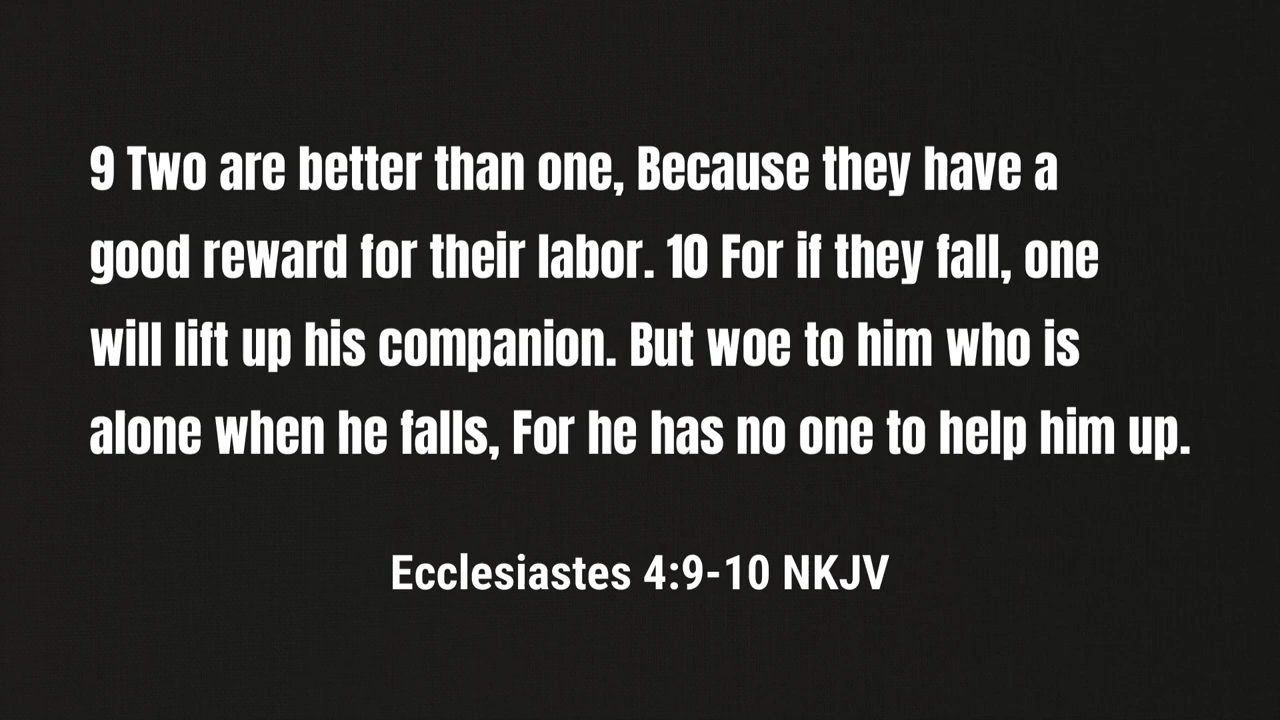 9 Two are better than one, Because they have a
good reward for their labor. 10 For if they fall, one
will lift up his companion. But woe to him who is
alone when he falls, For he has no one to help him up.
Ecclesiastes 4:9-10 NKJV